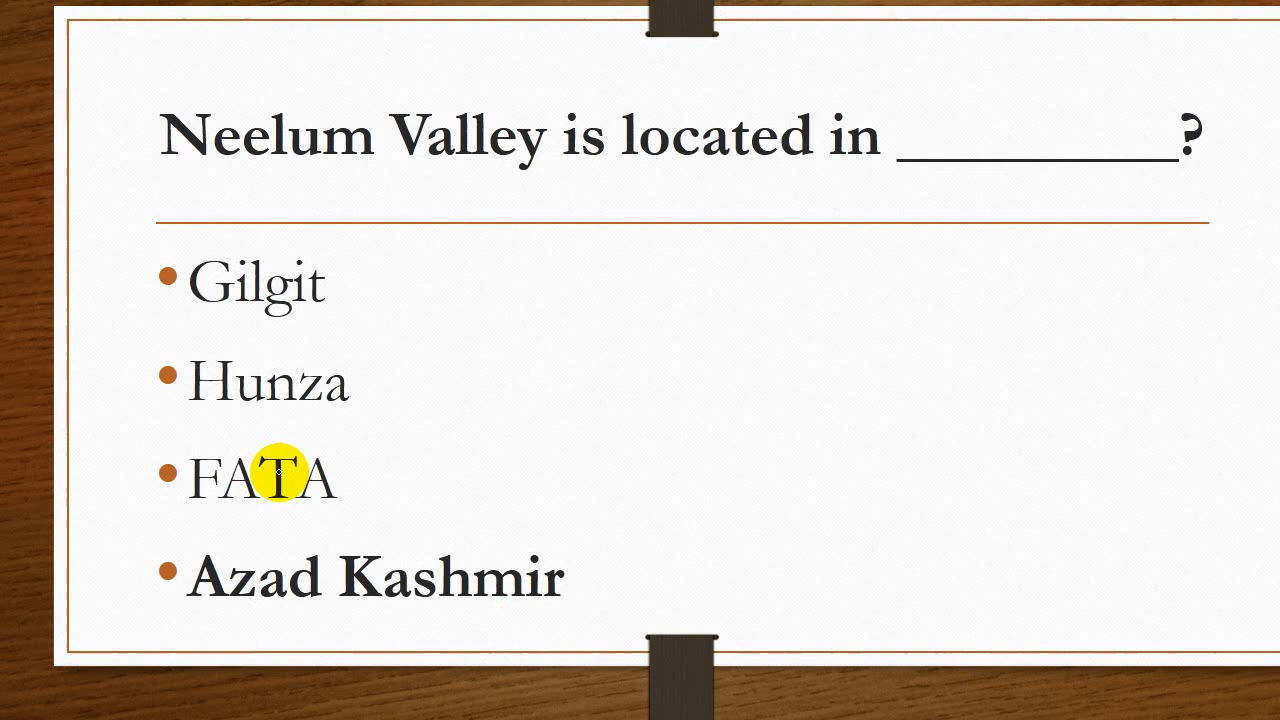 Neelum Valley is located in _________?
• Gilgit
• Hunza
• FATA
• Azad Kashmir